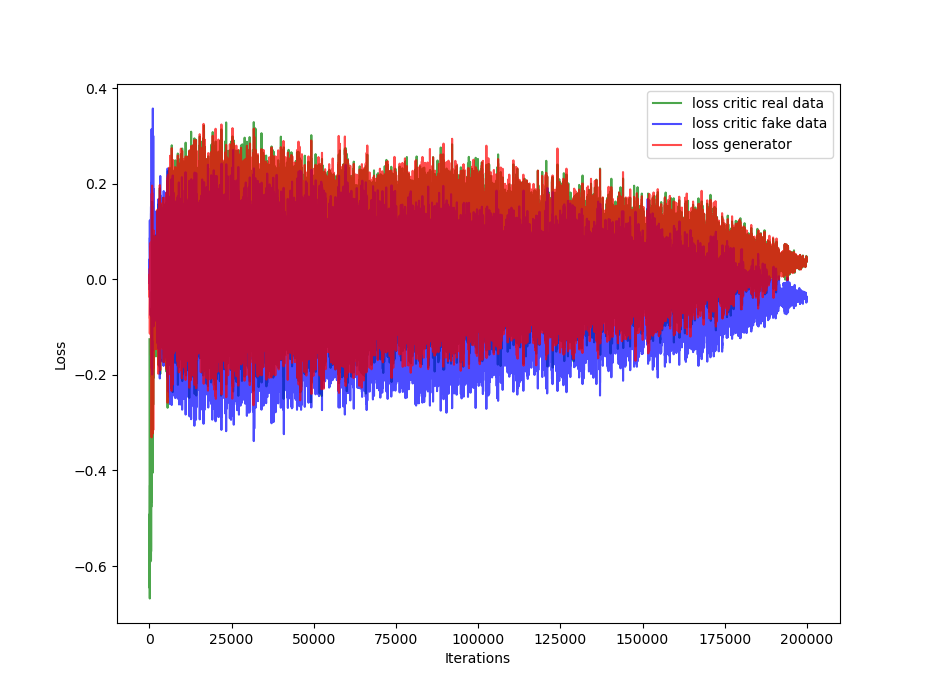 0.4
0.2
0.0
−0.2
−0.4
−0.6
Loss
0 25000 50000 75000 100000 125000 150000 175000 200000
Iterations
loss critic real data
loss critic fake data
loss generator